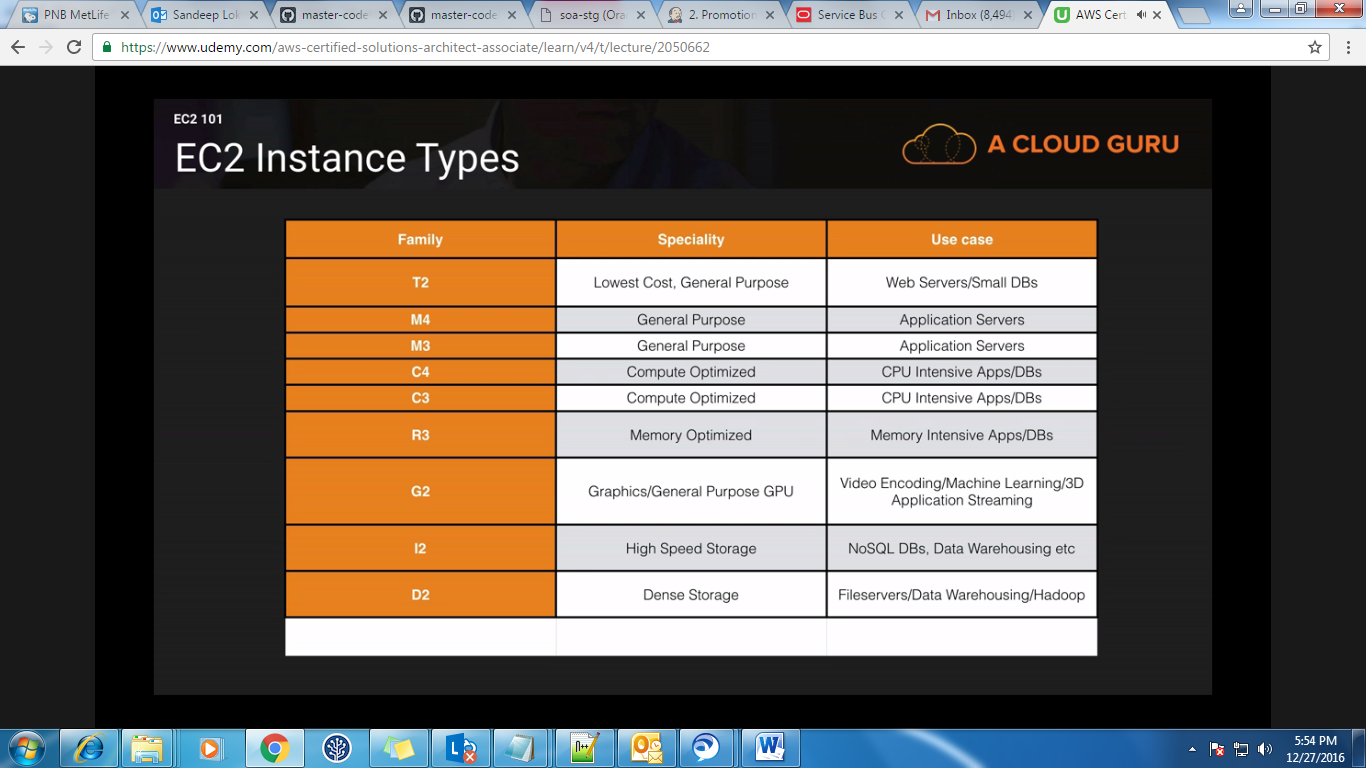 PNB MetLife
Sandeep Lok
master-code
master-code
soa-stg (Ora
2. Promotion
Service Bus
Inbox (8,494
AWS Cert
https://www.udemy.com/aws-certified-solutions-architect-associate/learn/v4/t/lecture/2050662
EC2 101
EC2 Instance Types
A CLOUD GURU
Family Speciality Use case
T2 Lowest Cost, General Purpose Web Servers/Small DBs
M4 General Purpose Application Servers
M3 General Purpose Application Servers
C4 Compute Optimized CPU Intensive Apps/DBs
C3 Compute Optimized CPU Intensive Apps/DBs
R3 Memory Optimized Memory Intensive Apps/DBs
G2 Graphics/General Purpose GPU Video Encoding/Machine Learning/3D
Application Streaming
I2 High Speed Storage NoSQL DBs, Data Warehousing etc
D2 Dense Storage Fileservers/Data Warehousing/Hadoop
5:54 PM
12/27/2016